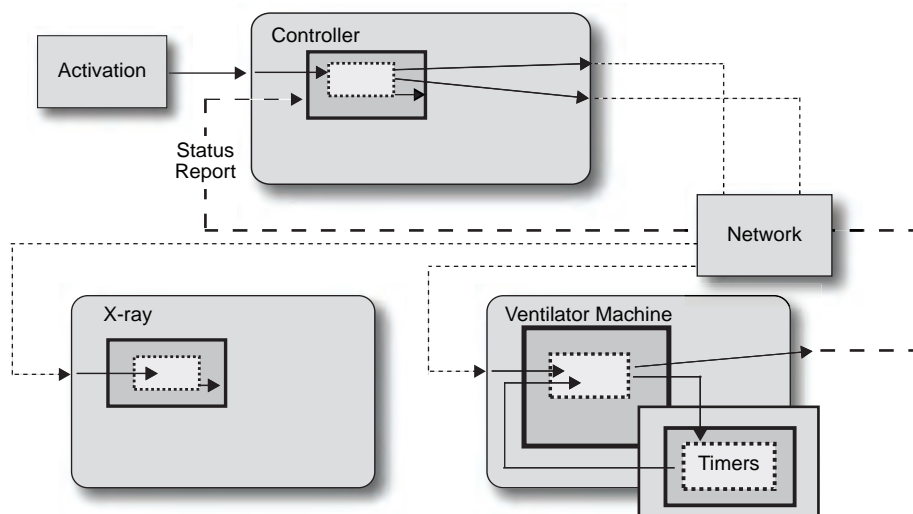 Controller
Activation
Status
Report
Network
X-ray
Ventilator Machine
Timers